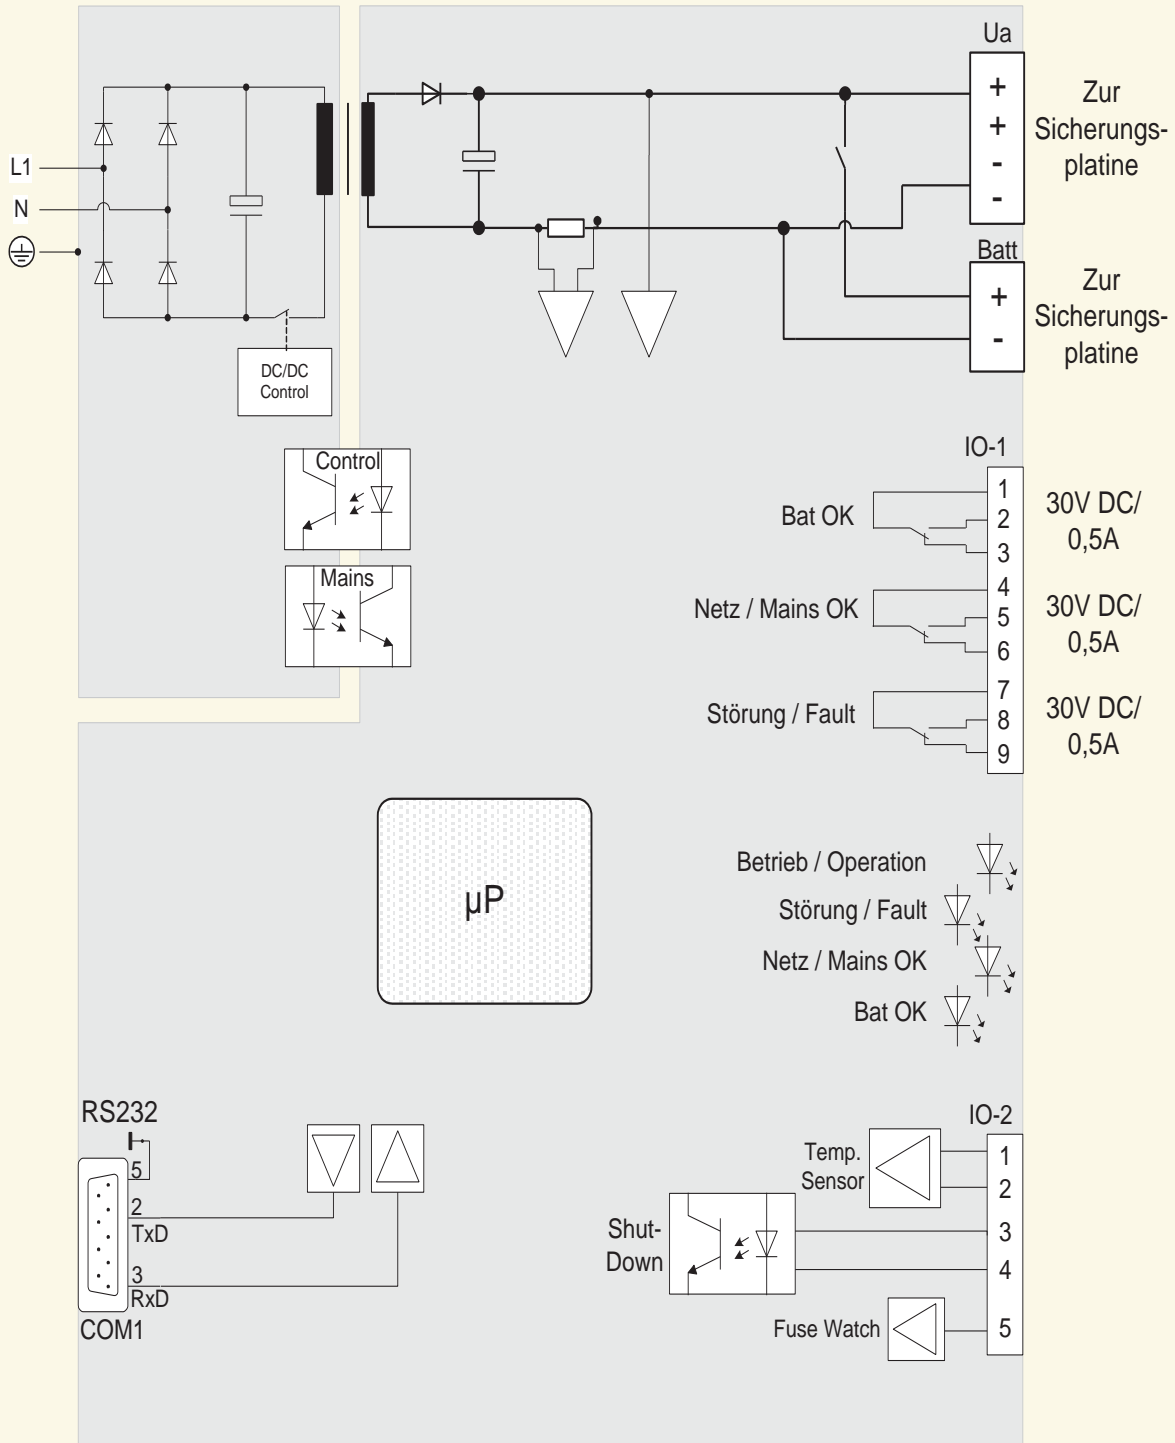 Ua
+
+
-
-
Zur
Sicherungs-
platine
L1
N
Batt
+
-
Zur
Sicherungs-
platine
DC/DC
Control
Control
Mains
IO-1
Bat OK
1
2
3
30V DC/
0,5A
Netz / Mains OK
4
5
6
30V DC/
0,5A
Störung / Fault
7
8
9
30V DC/
0,5A
µP
Betrieb / Operation
Störung / Fault
Netz / Mains OK
Bat OK
RS232
5
2
TxD
3
RxD
COM1
IO-2
Temp.
Sensor
1
2
Shut-
Down
3
4
Fuse Watch
5